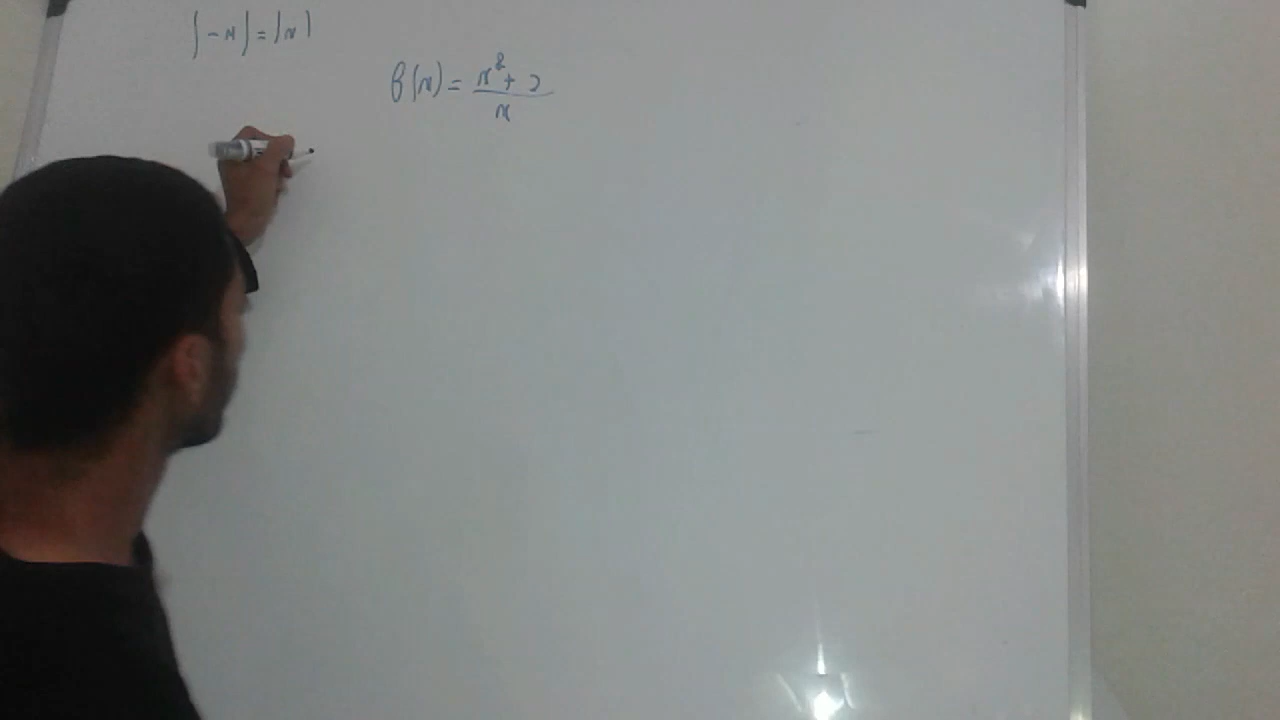 |-x| = |x|
f(x) = (x² + 2) / x